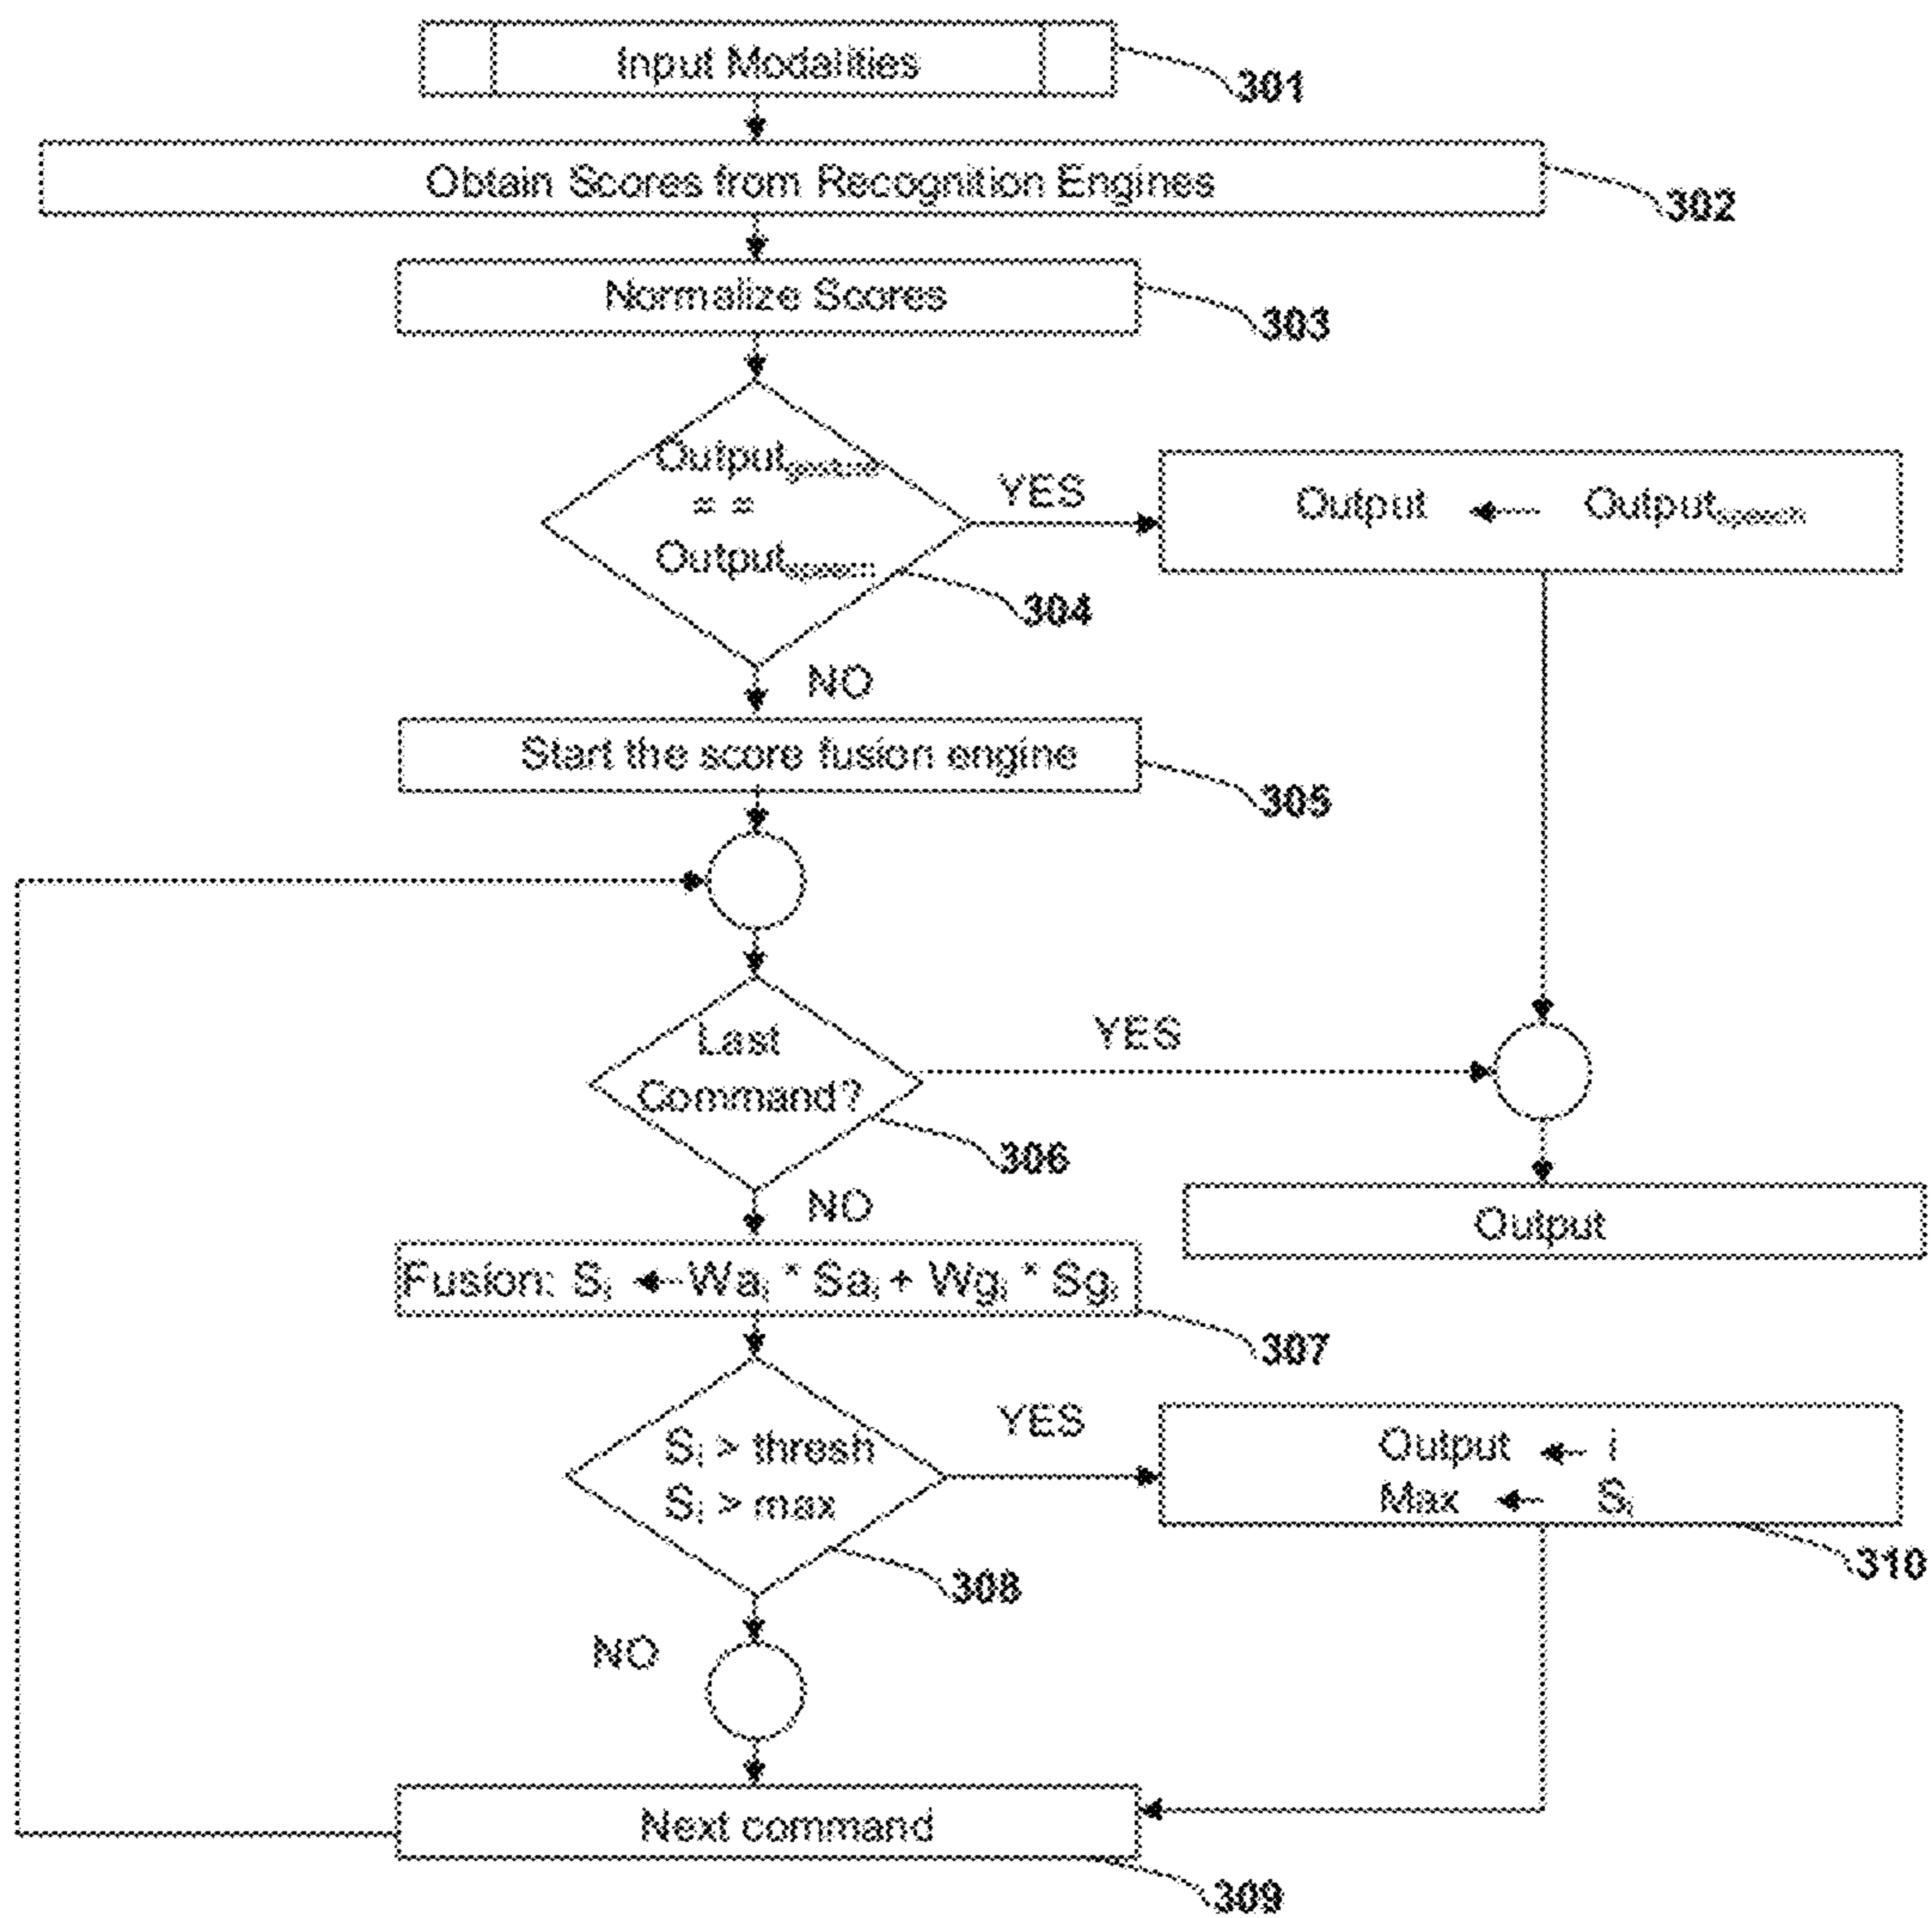 Input Modalities
301
Obtain Scores from Recognition Engines
302
Normalize Scores
303
Output
= =
Output
304
YES
Output ← Output speech
NO
Start the score fusion engine
305
Last
Command?
306
YES
NO
Output
Fusion: Si ← Wai * Sai + Wgi * Sgi
307
Si > thresh
Si > max
308
YES
Output ← i
Max ← Si
310
NO
Next command
309